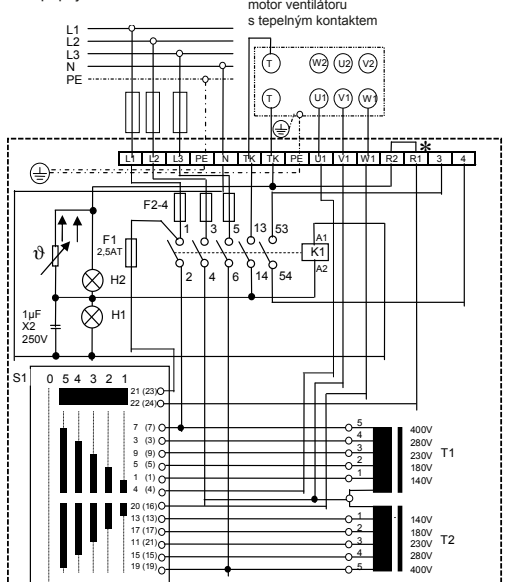 motor ventilátoru
s tepelným kontaktem
L1
L2
L3
N
PE
T W2 U2 V2
T U1 V1 W1
L1 L2 L3 PE N TK TK PE U1 V1 W1 R2 R1 * 3 4
F2-4
1 3 5 13 53
F1
2,5AT
ϑ
A1
K1
A2
2 4 6 14 54
H2
H1
1µF
X2
250V
S1 0 5 4 3 2 1
21 (23)
22 (24)
7 (7)
3 (3)
9 (9)
5 (5)
1 (1)
4 (4)
20 (16)
13 (13)
17 (17)
11 (21)
15 (15)
19 (19)
5 400V
4 280V
3 230V T1
2 180V
1 140V
1 140V
2 180V
3 230V T2
4 280V
5 400V